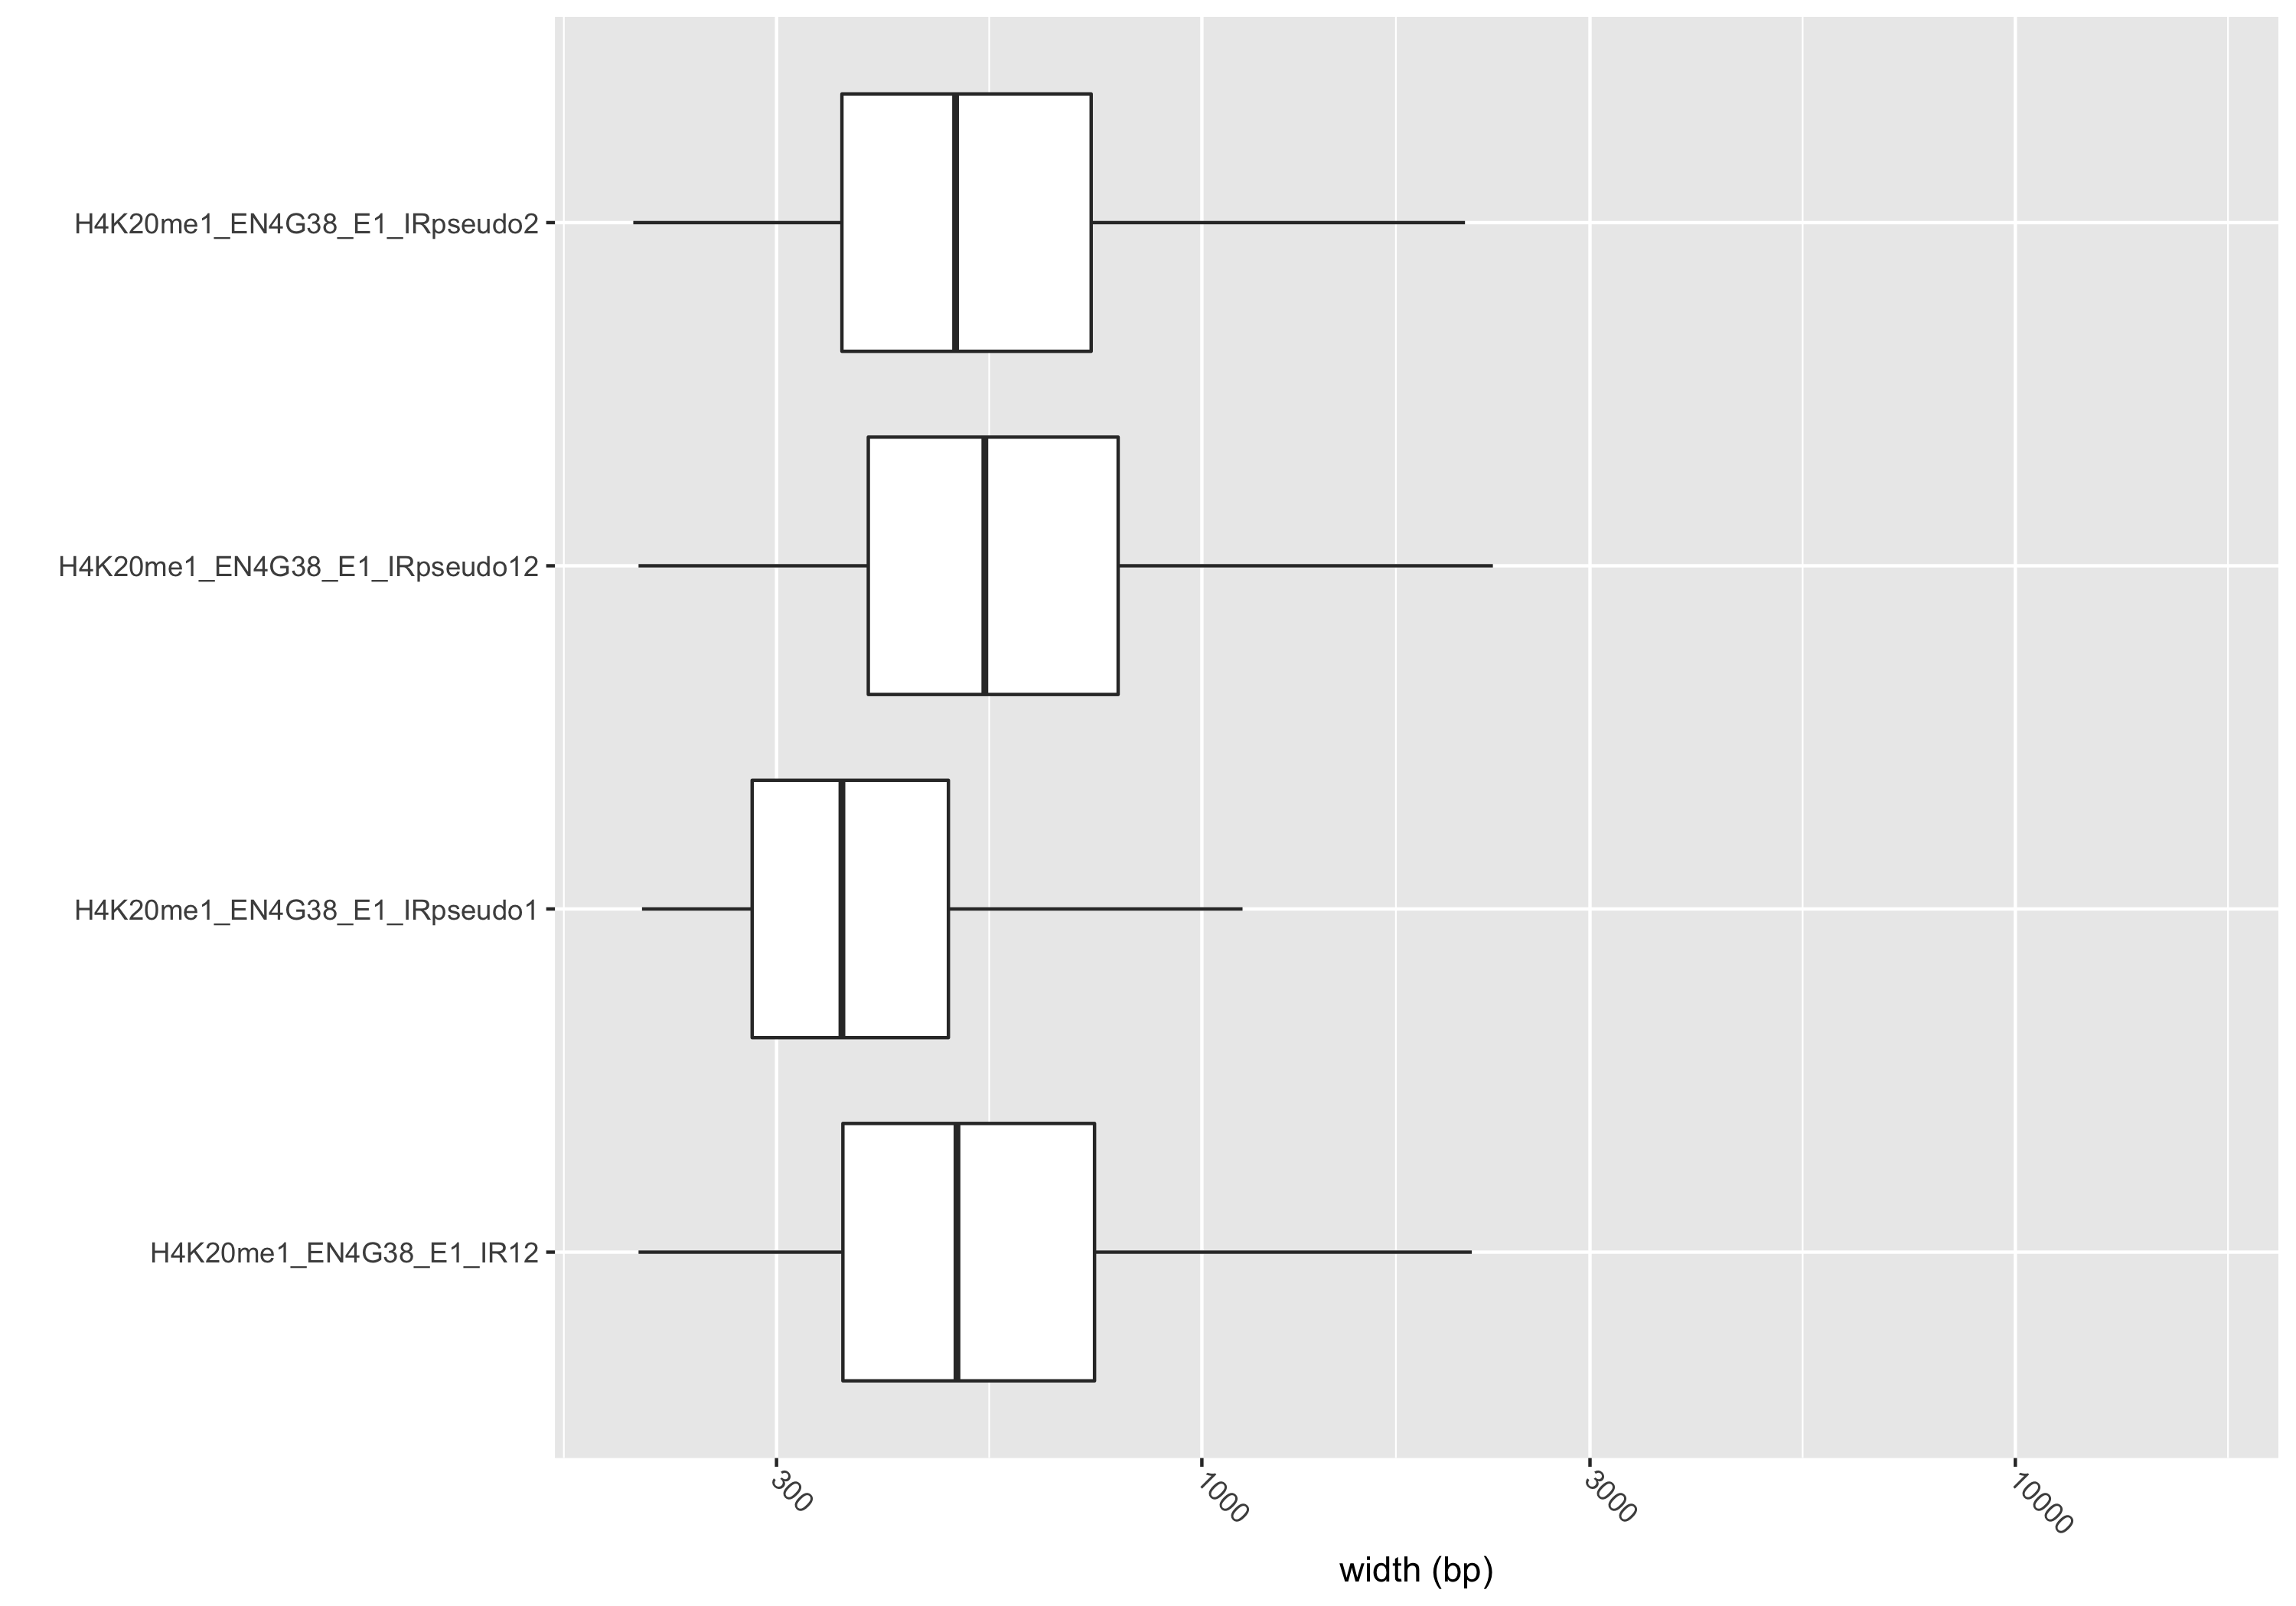 H4K20me1_EN4G38_E1_IRpseudo2
H4K20me1_EN4G38_E1_IRpseudo12
H4K20me1_EN4G38_E1_IRpseudo1
H4K20me1_EN4G38_E1_IR12
300
1000
3000
10000
width (bp)